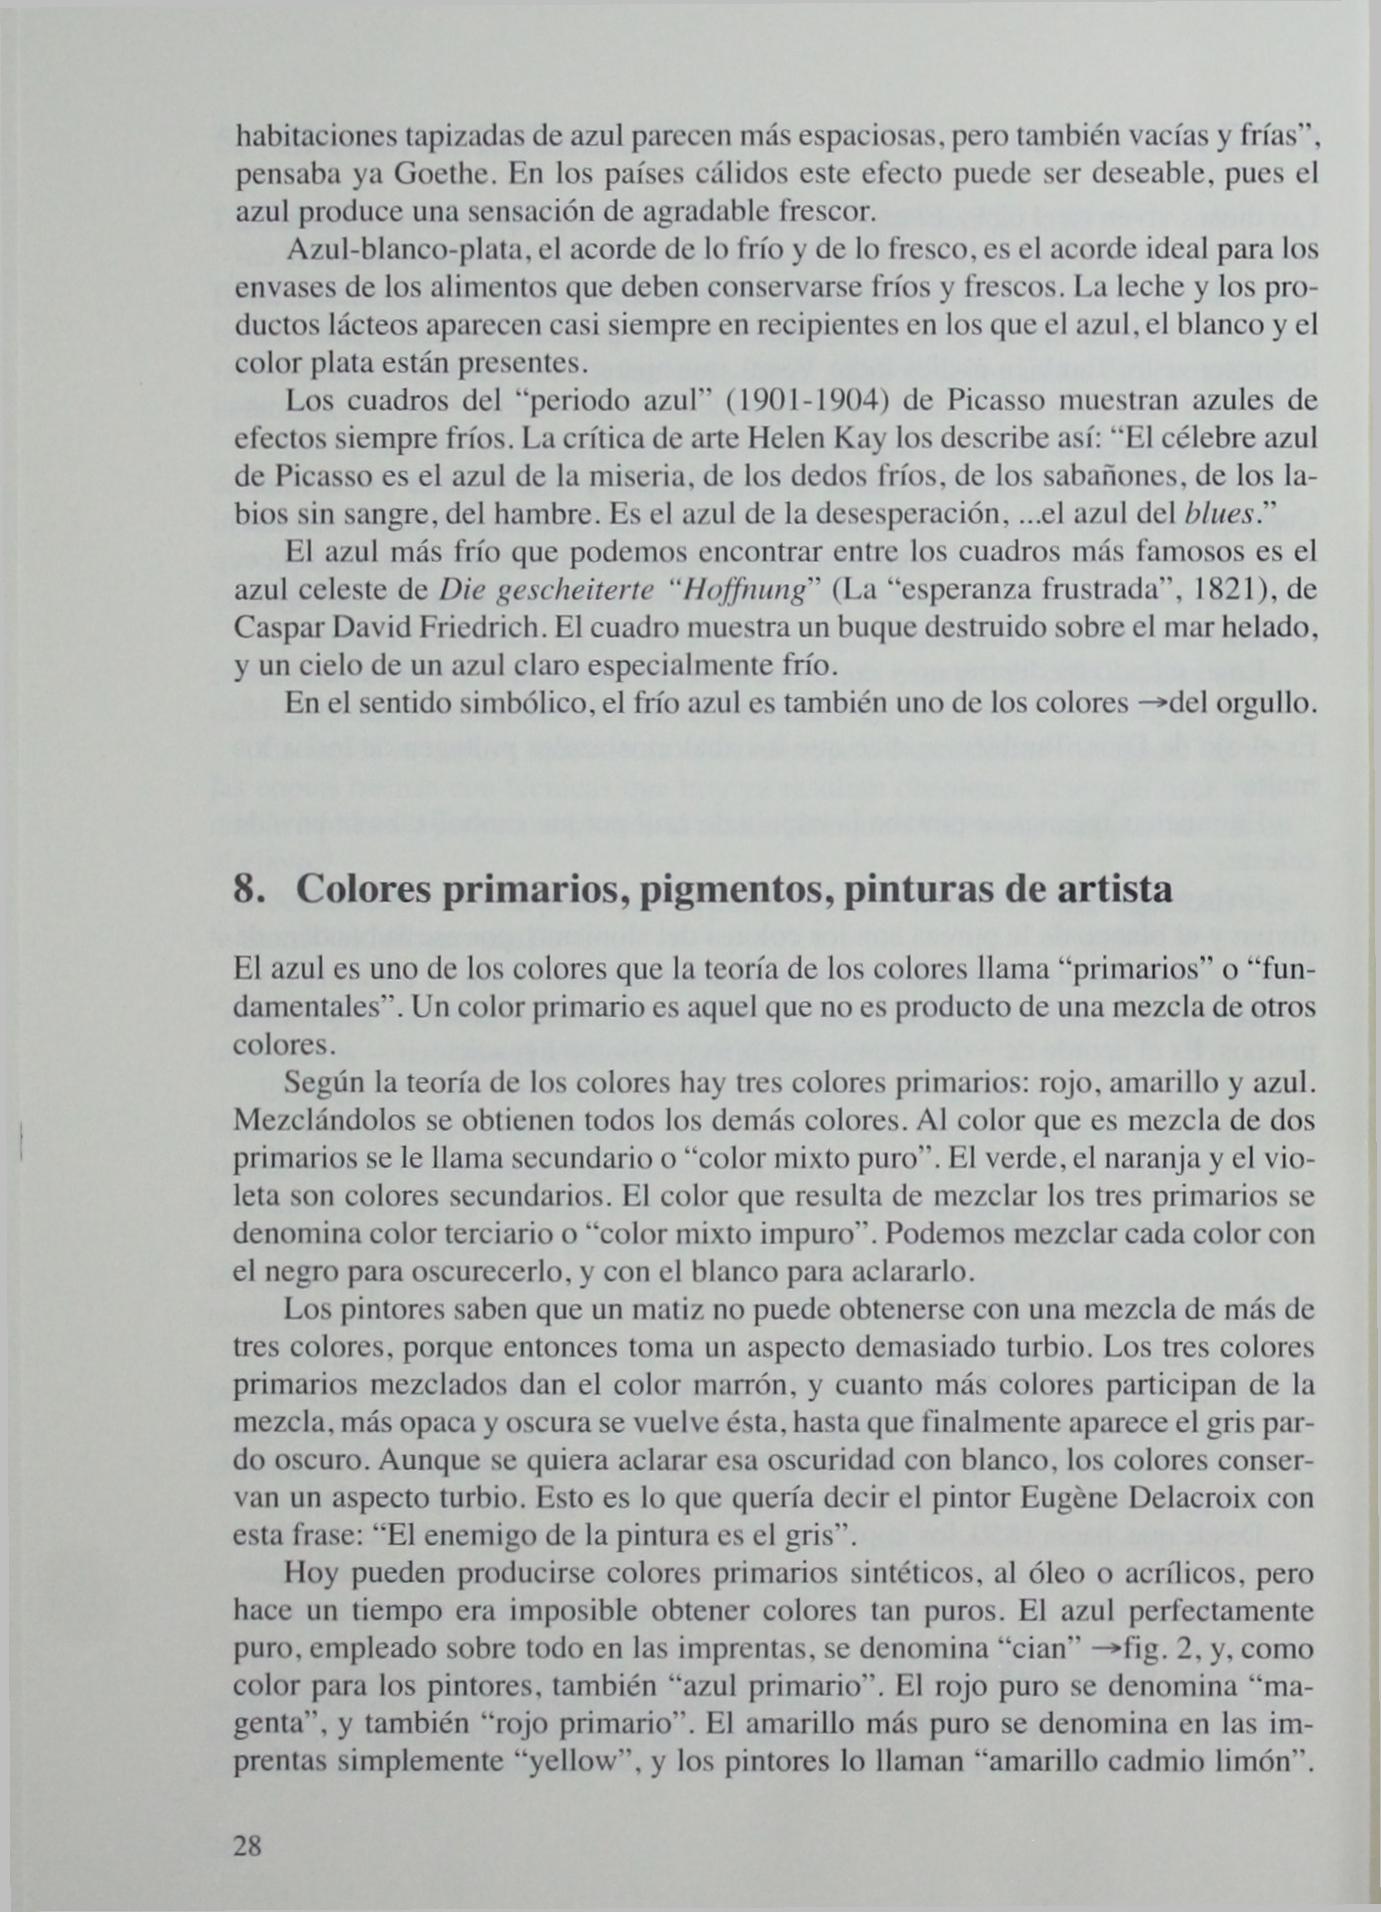 habitaciones tapizadas de azul parecen más espaciosas, pero también vacías y frías”,
pensaba ya Goethe. En los países cálidos este efecto puede ser deseable, pues el
azul produce una sensación de agradable frescor.
Azul-blanco-plata, el acorde de lo frío y de lo fresco, es el acorde ideal para los
envases de los alimentos que deben conservarse fríos y frescos. La leche y los pro-
ductos lácteos aparecen casi siempre en recipientes en los que el azul, el blanco y el
color plata están presentes.
Los cuadros del “periodo azul” (1901-1904) de Picasso muestran azules de
efectos siempre fríos. La crítica de arte Helen Kay los describe así: “El célebre azul
de Picasso es el azul de la miseria, de los dedos fríos, de los sabañones, de los la-
bios sin sangre, del hambre. Es el azul de la desesperación, ...el azul del blues.”
El azul más frío que podemos encontrar entre los cuadros más famosos es el
azul celeste de Die gescheiterte “Hoffnung” (La “esperanza frustrada”, 1821), de
Caspar David Friedrich. El cuadro muestra un buque destruido sobre el mar helado,
y un cielo de un azul claro especialmente frío.
En el sentido simbólico, el frío azul es también uno de los colores →del orgullo.
8. Colores primarios, pigmentos, pinturas de artista
El azul es uno de los colores que la teoría de los colores llama “primarios” o “fun-
damentales”. Un color primario es aquel que no es producto de una mezcla de otros
colores.
Según la teoría de los colores hay tres colores primarios: rojo, amarillo y azul.
Mezclándolos se obtienen todos los demás colores. Al color que es mezcla de dos
primarios se le llama secundario o “color mixto puro”. El verde, el naranja y el vio-
leta son colores secundarios. El color que resulta de mezclar los tres primarios se
denomina color terciario o “color mixto impuro”. Podemos mezclar cada color con
el negro para oscurecerlo, y con el blanco para aclararlo.
Los pintores saben que un matiz no puede obtenerse con una mezcla de más de
tres colores, porque entonces toma un aspecto demasiado turbio. Los tres colores
primarios mezclados dan el color marrón, y cuanto más colores participan de la
mezcla, más opaca y oscura se vuelve ésta, hasta que finalmente aparece el gris par-
do oscuro. Aunque se quiera aclarar esa oscuridad con blanco, los colores conser-
van un aspecto turbio. Esto es lo que quería decir el pintor Eugène Delacroix con
esta frase: “El enemigo de la pintura es el gris”.
Hoy pueden producirse colores primarios sintéticos, al óleo o acrílicos, pero
hace un tiempo era imposible obtener colores tan puros. El azul perfectamente
puro, empleado sobre todo en las imprentas, se denomina “cian” →fig. 2, y, como
color para los pintores, también “azul primario”. El rojo puro se denomina “ma-
genta”, y también “rojo primario”. El amarillo más puro se denomina en las im-
prentas simplemente “yellow”, y los pintores lo llaman “amarillo cadmio limón”.
28